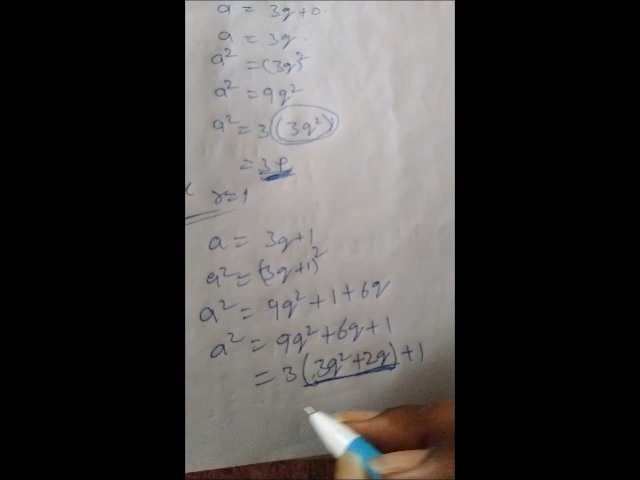 a = 3q+0.
a = 3q.
a² = (3q)²
a² = 9q²
a² = 3(3q²)
= 3p
r=1
a = 3q+1
a² = (3q+1)²
a² = 9q²+1+6q
a² = 9q²+6q+1
= 3(3q²+2q)+1